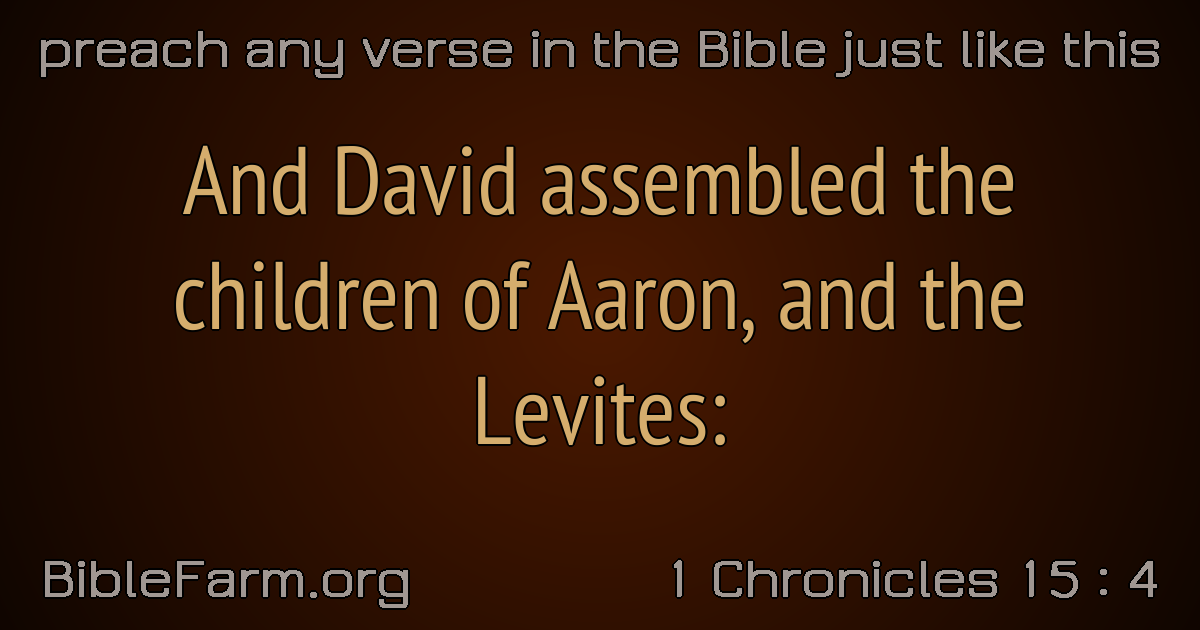 preach any verse in the Bible just like this
And David assembled the
children of Aaron, and the
Levites:
BibleFarm.org
1 Chronicles 15 : 4